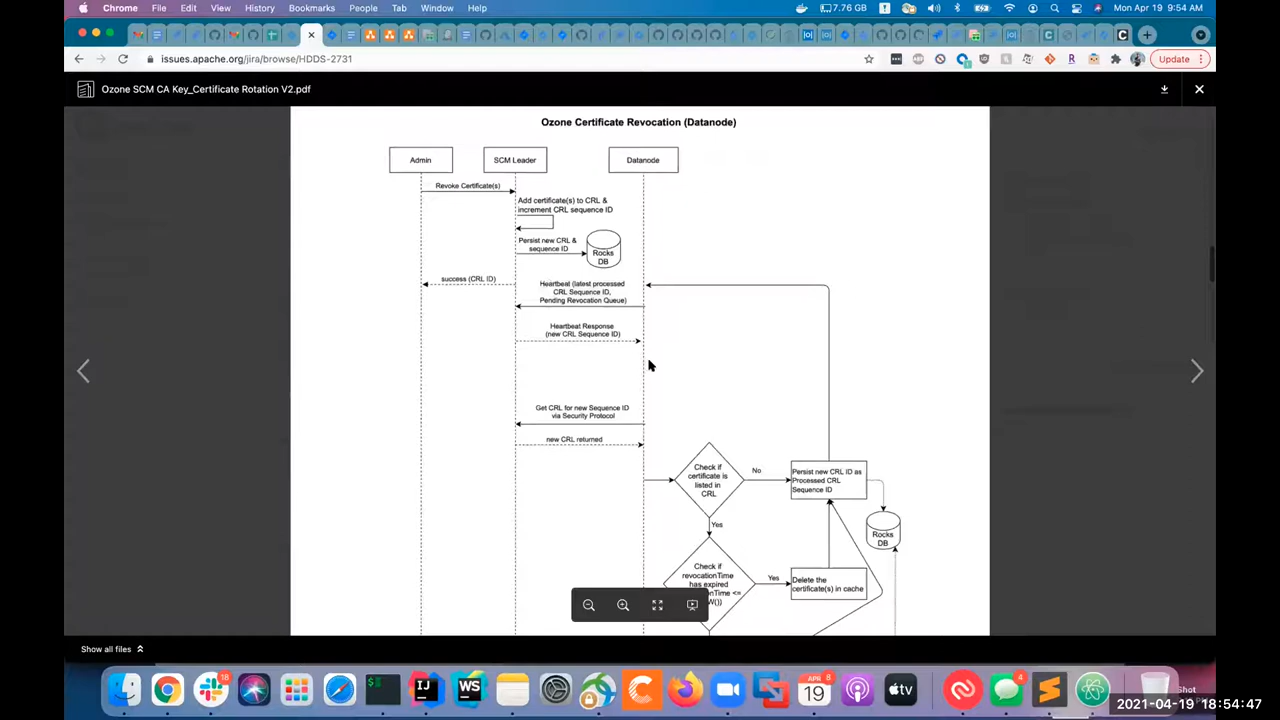 Chrome File Edit View History Bookmarks People Tab Window Help
7.76 GB
Mon Apr 19 9:54 AM
issues.apache.org/jira/browse/HDDS-2731
Update
Ozone SCM CA Key_Certificate Rotation V2.pdf
Ozone Certificate Revocation (Datanode)
Admin
SCM Leader
Datanode
Revoke Certificate(s)
Add certificate(s) to CRL &
increment CRL sequence ID
Persist new CRL &
sequence ID
Rocks
DB
success (CRL ID)
Heartbeat (latest processed
CRL Sequence ID,
Pending Revocation Queue)
Heartbeat Response
(new CRL Sequence ID)
Get CRL for new Sequence ID
via Security Protocol
new CRL returned
Check if
certificate is
listed in
CRL
No
Persist new CRL ID as
Processed CRL
Sequence ID
Yes
Rocks
DB
Check if
revocationTime
has expired
Yes
Delete the
certificate(s) in cache
Show all files
18
APR
19
8
tv
4
Shot
2021-04-19 18:54:47